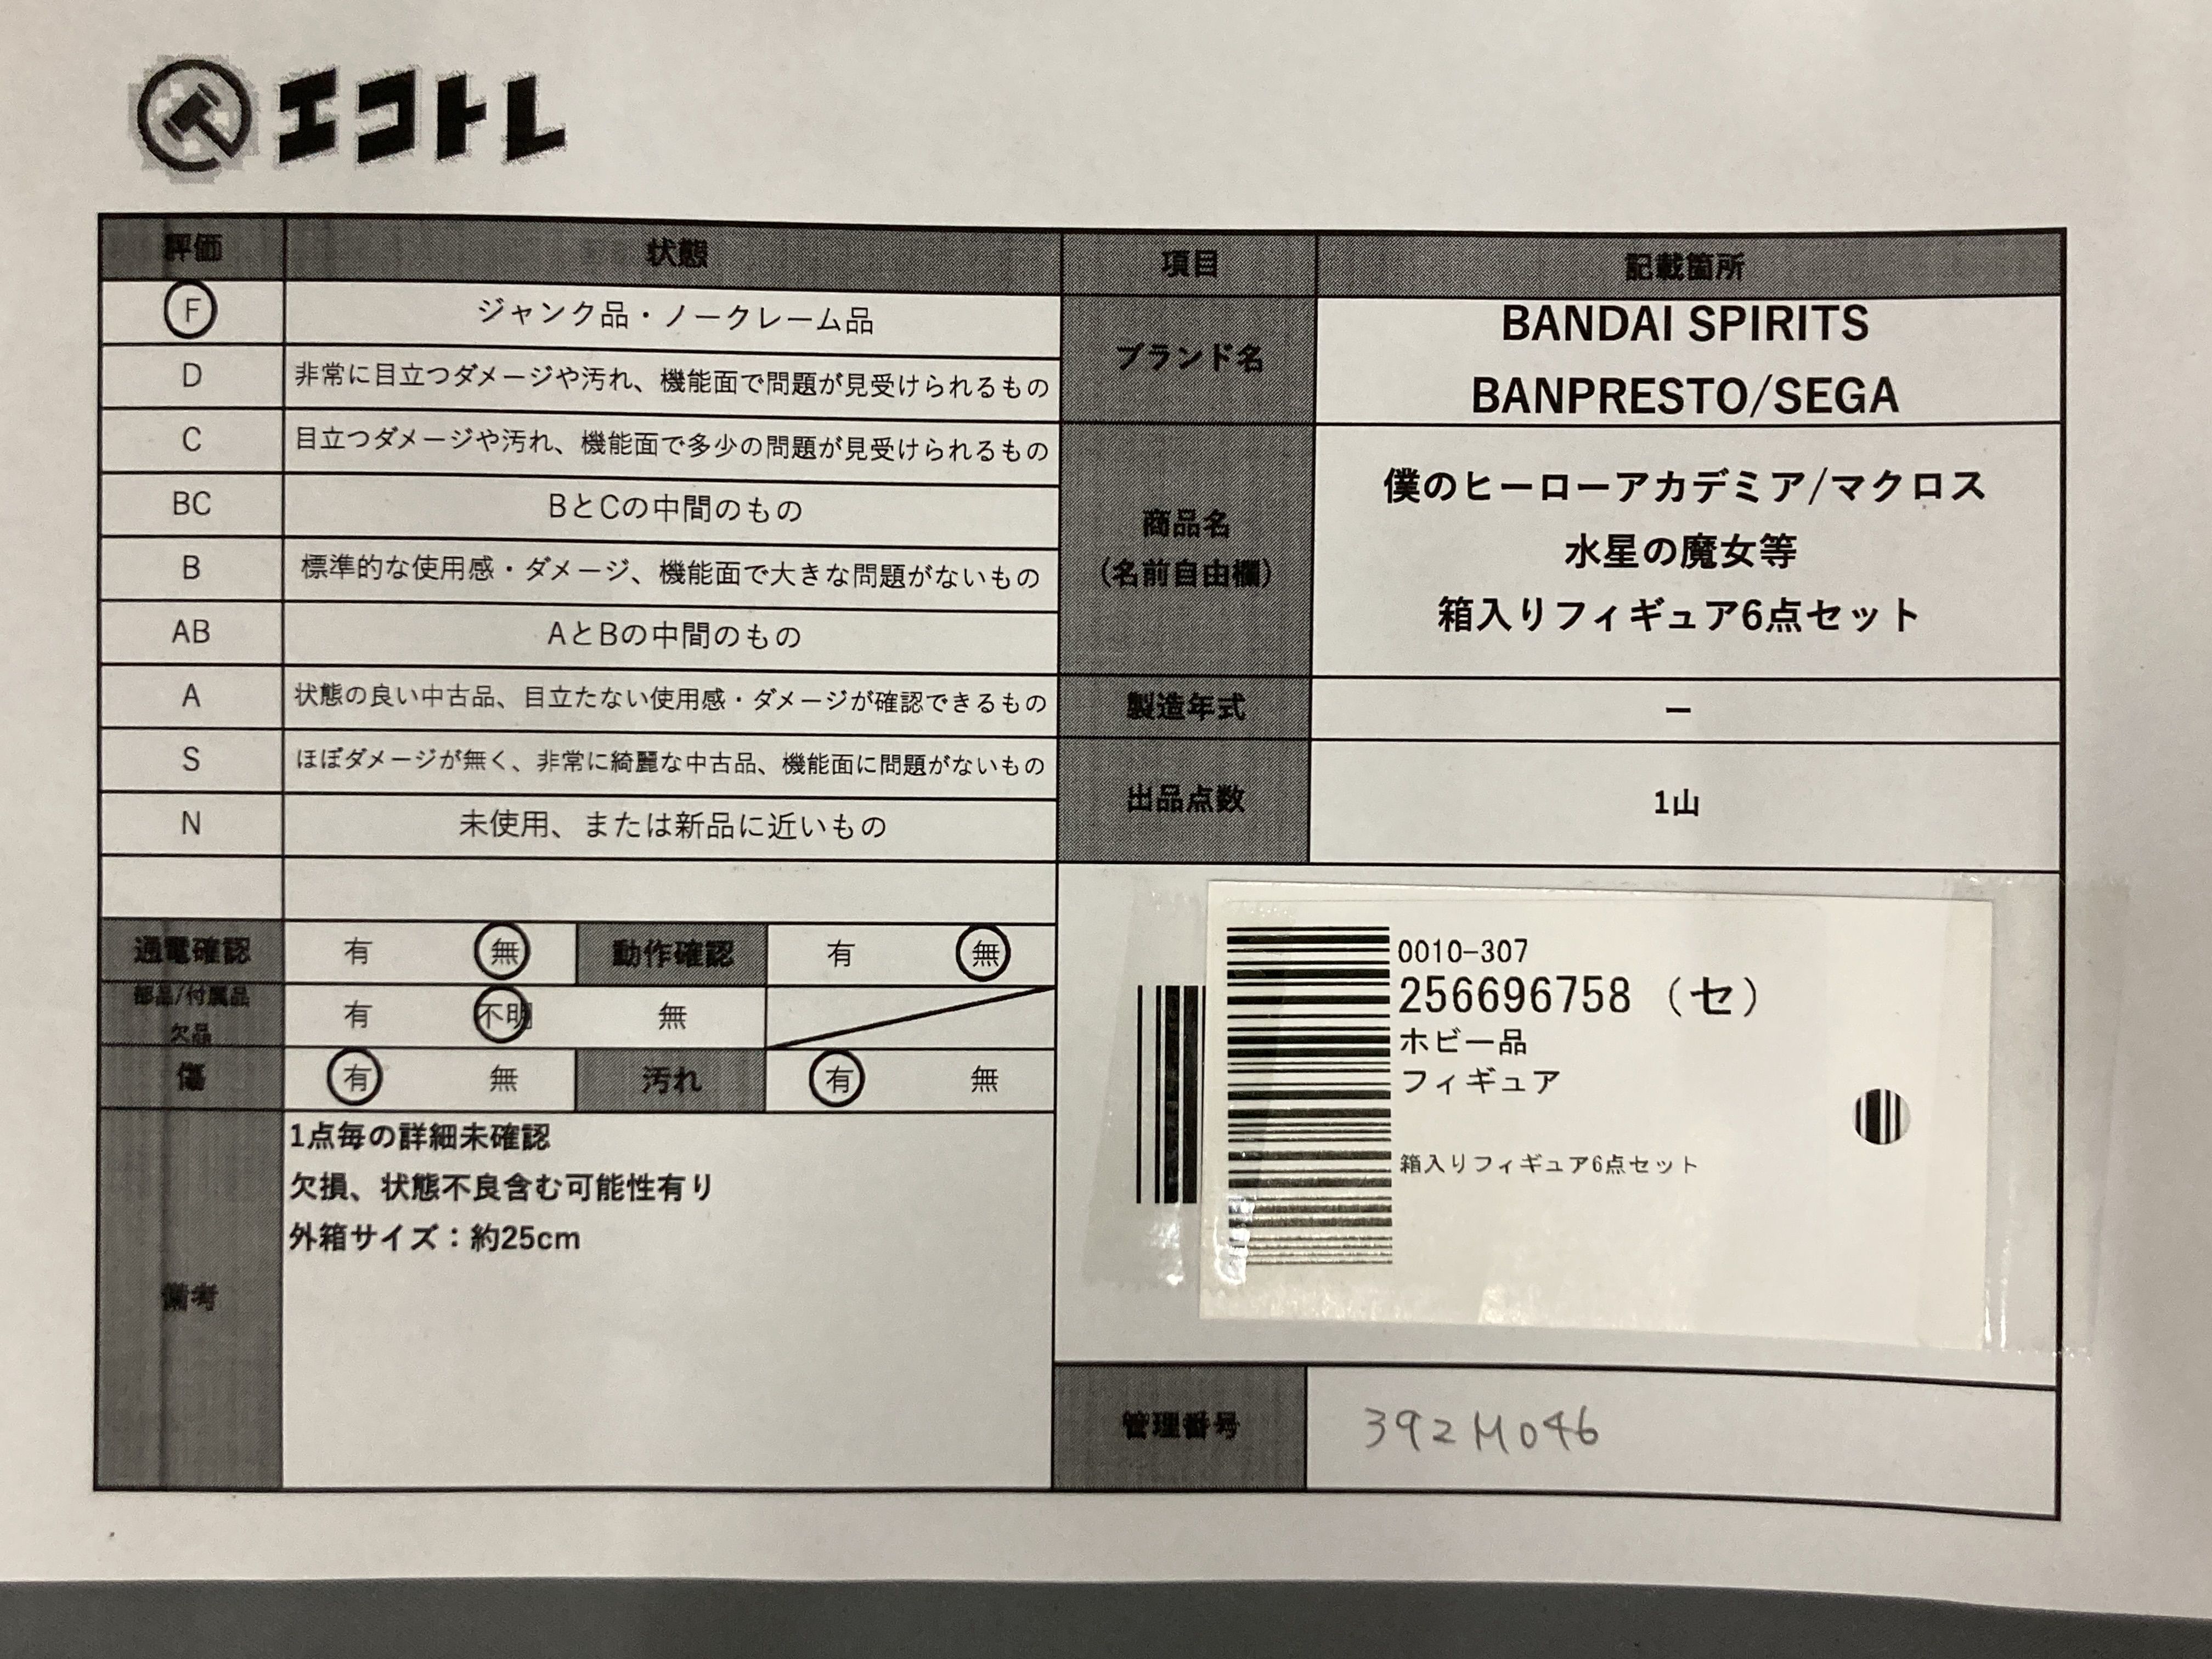 エコトレ
評価 状態 項目 記載箇所
F ジャンク品・ノークレーム品
D 非常に目立つダメージや汚れ、機能面で問題が見受けられるもの
C 目立つダメージや汚れ、機能面で多少の問題が見受けられるもの
BC BとCの中間のもの
B 標準的な使用感・ダメージ、機能面で大きな問題がないもの
AB AとBの中間のもの
A 状態の良い中古品、目立たない使用感・ダメージが確認できるもの
S ほぼダメージが無く、非常に綺麗な中古品、機能面に問題がないもの
N 未使用、または新品に近いもの
ブランド名
BANDAI SPIRITS
BANPRESTO/SEGA
商品名
（名前自由欄）
僕のヒーローアカデミア/マクロス
水星の魔女等
箱入りフィギュア6点セット
製造年式 ー
出品点数 1山
通電確認 有 無 動作確認 有 無
部品/付属品
欠品
有 不明 無
傷 有 無 汚れ 有 無
備考
1点毎の詳細未確認
欠損、状態不良含む可能性有り
外箱サイズ：約25cm
0010-307
256696758（セ）
ホビー品
フィギュア
箱入りフィギュア6点セット
管理番号 392M046